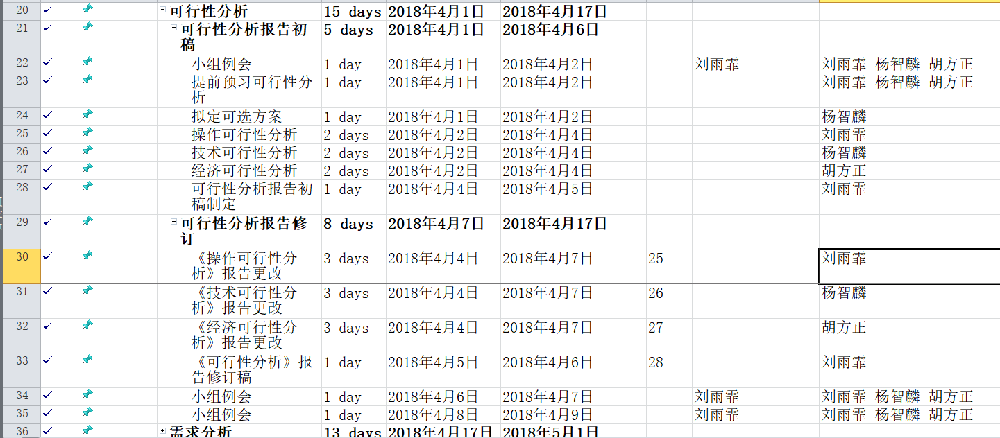 20 可行性分析 15 days 2018年4月1日 2018年4月17日
21 可行性分析报告初 5 days 2018年4月1日 2018年4月6日
稿
22 小组例会 1 day 2018年4月1日 2018年4月2日 刘雨霏 刘雨霏 杨智麟 胡方正
23 提前预习可行性分 1 day 2018年4月1日 2018年4月2日 刘雨霏 杨智麟 胡方正
析
24 拟定可选方案 1 day 2018年4月1日 2018年4月2日 杨智麟
25 操作可行性分析 2 days 2018年4月2日 2018年4月4日 刘雨霏
26 技术可行性分析 2 days 2018年4月2日 2018年4月4日 杨智麟
27 经济可行性分析 2 days 2018年4月2日 2018年4月4日 胡方正
28 可行性分析报告初 1 day 2018年4月4日 2018年4月5日 刘雨霏
稿制定
29 可行性分析报告修 8 days 2018年4月7日 2018年4月17日
订
30 《操作可行性分 3 days 2018年4月4日 2018年4月7日 25 刘雨霏
析》报告更改
31 《技术可行性分 3 days 2018年4月4日 2018年4月7日 26 杨智麟
析》报告更改
32 《经济可行性分 3 days 2018年4月4日 2018年4月7日 27 胡方正
析》报告更改
33 《可行性分析》报 1 day 2018年4月5日 2018年4月6日 28 刘雨霏
告修订稿
34 小组例会 1 day 2018年4月6日 2018年4月7日 刘雨霏 刘雨霏 杨智麟 胡方正
35 小组例会 1 day 2018年4月8日 2018年4月9日 刘雨霏 刘雨霏 杨智麟 胡方正
36 需求分析 13 days 2018年4月17日 2018年5月1日